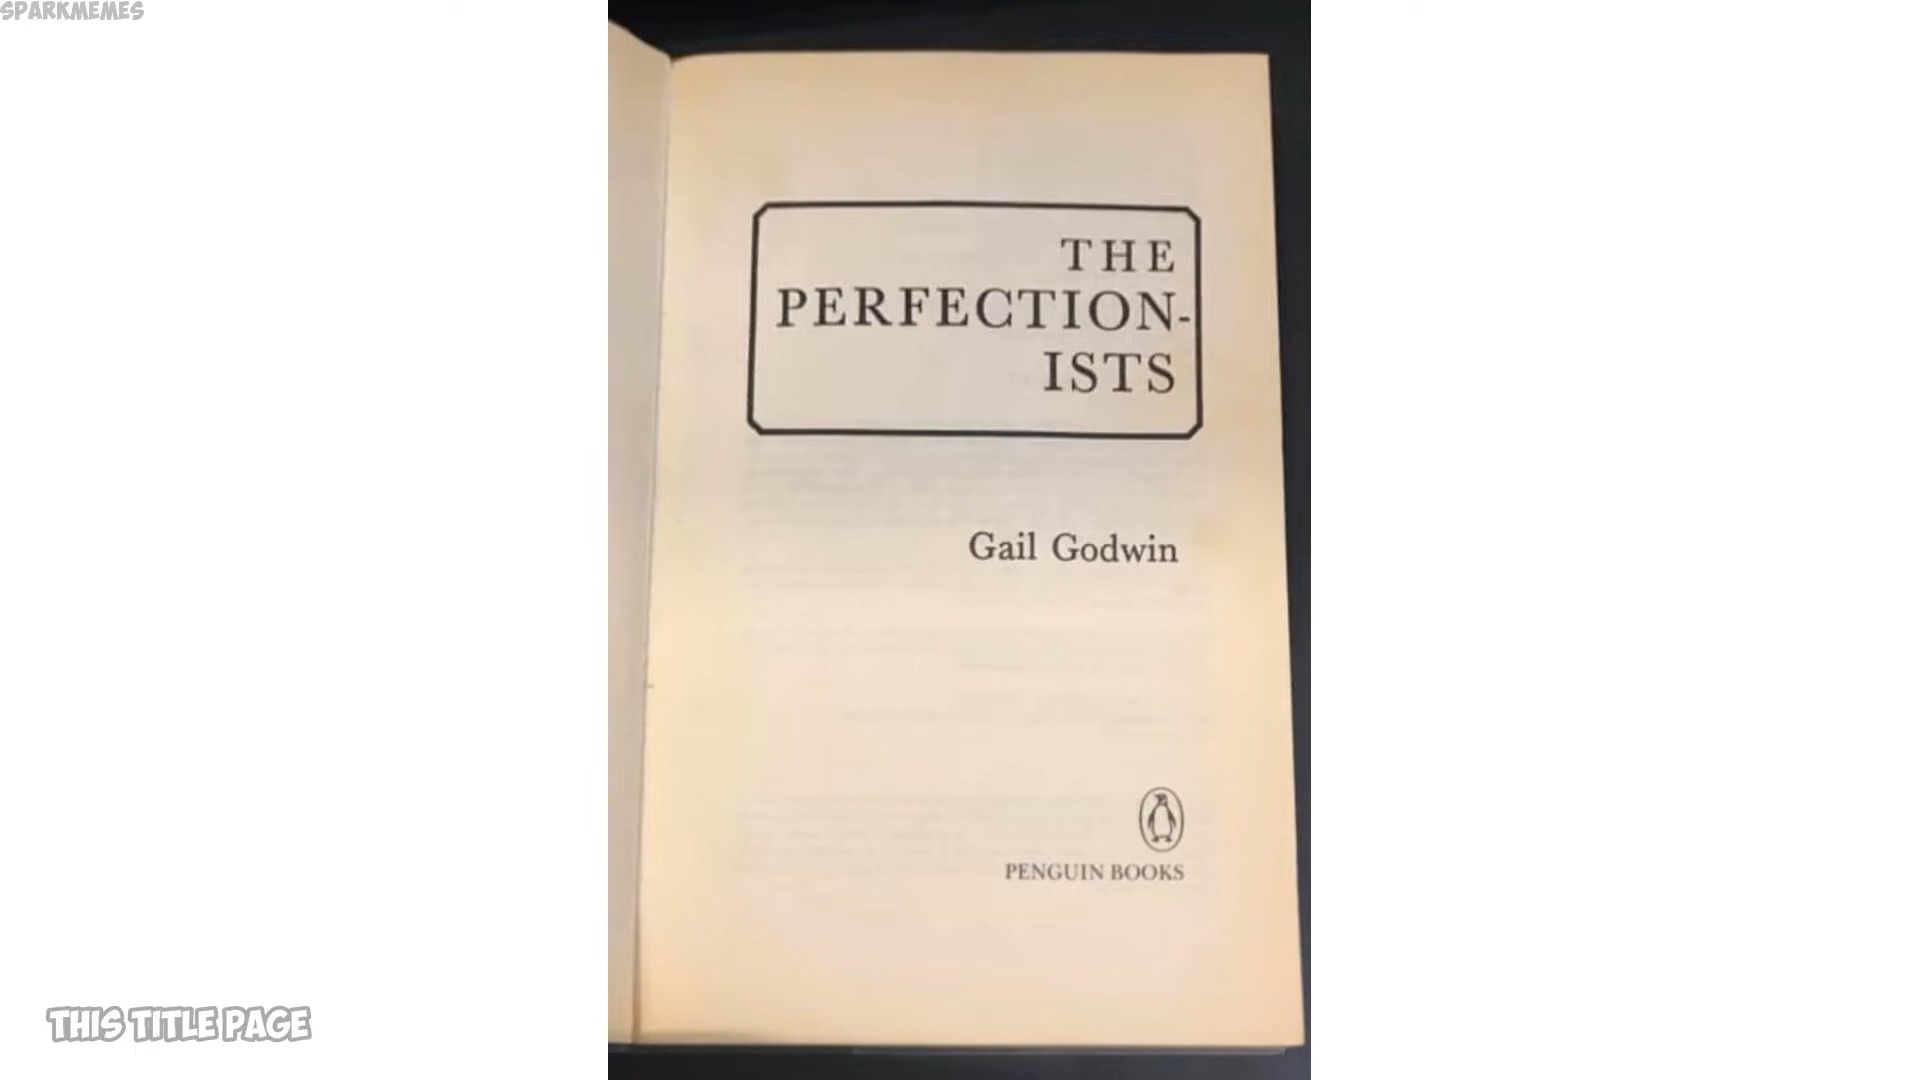 SPARKMEMES
THE
PERFECTION-
ISTS
Gail Godwin
PENGUIN BOOKS
THIS TITLE PAGE